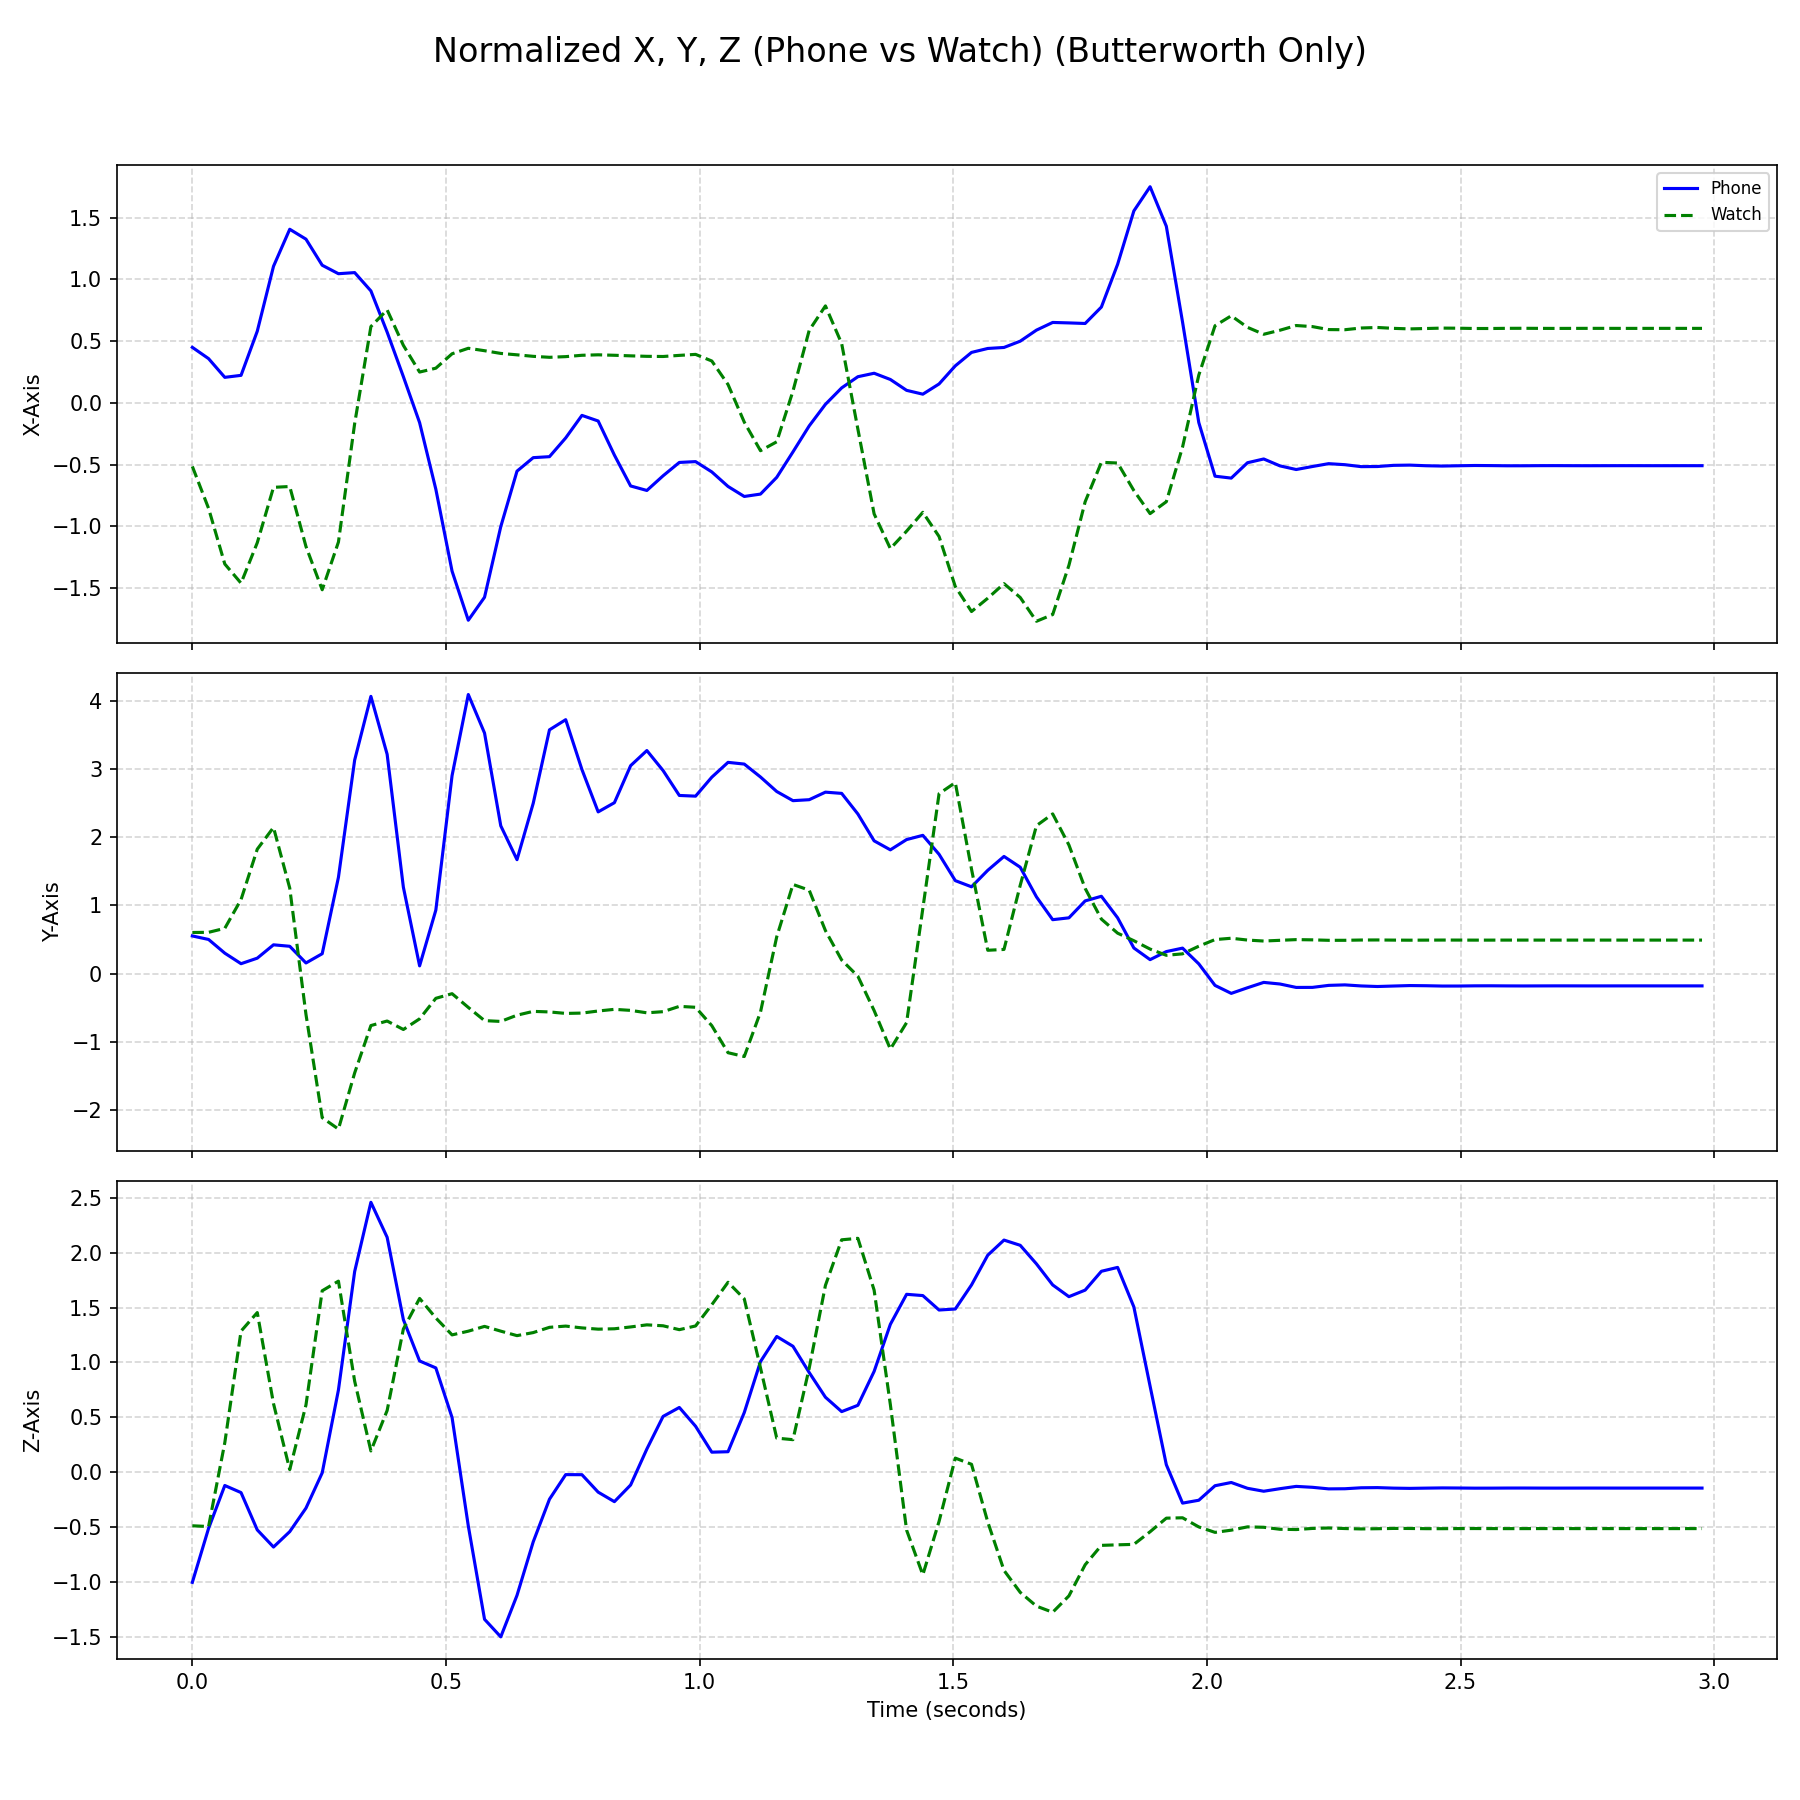 Normalized X, Y, Z (Phone vs Watch) (Butterworth Only)
Phone
Watch
1.5
1.0
0.5
0.0
−0.5
−1.0
−1.5
X-Axis
4
3
2
1
0
−1
−2
Y-Axis
2.5
2.0
1.5
1.0
0.5
0.0
−0.5
−1.0
−1.5
Z-Axis
0.0 0.5 1.0 1.5 2.0 2.5 3.0
Time (seconds)